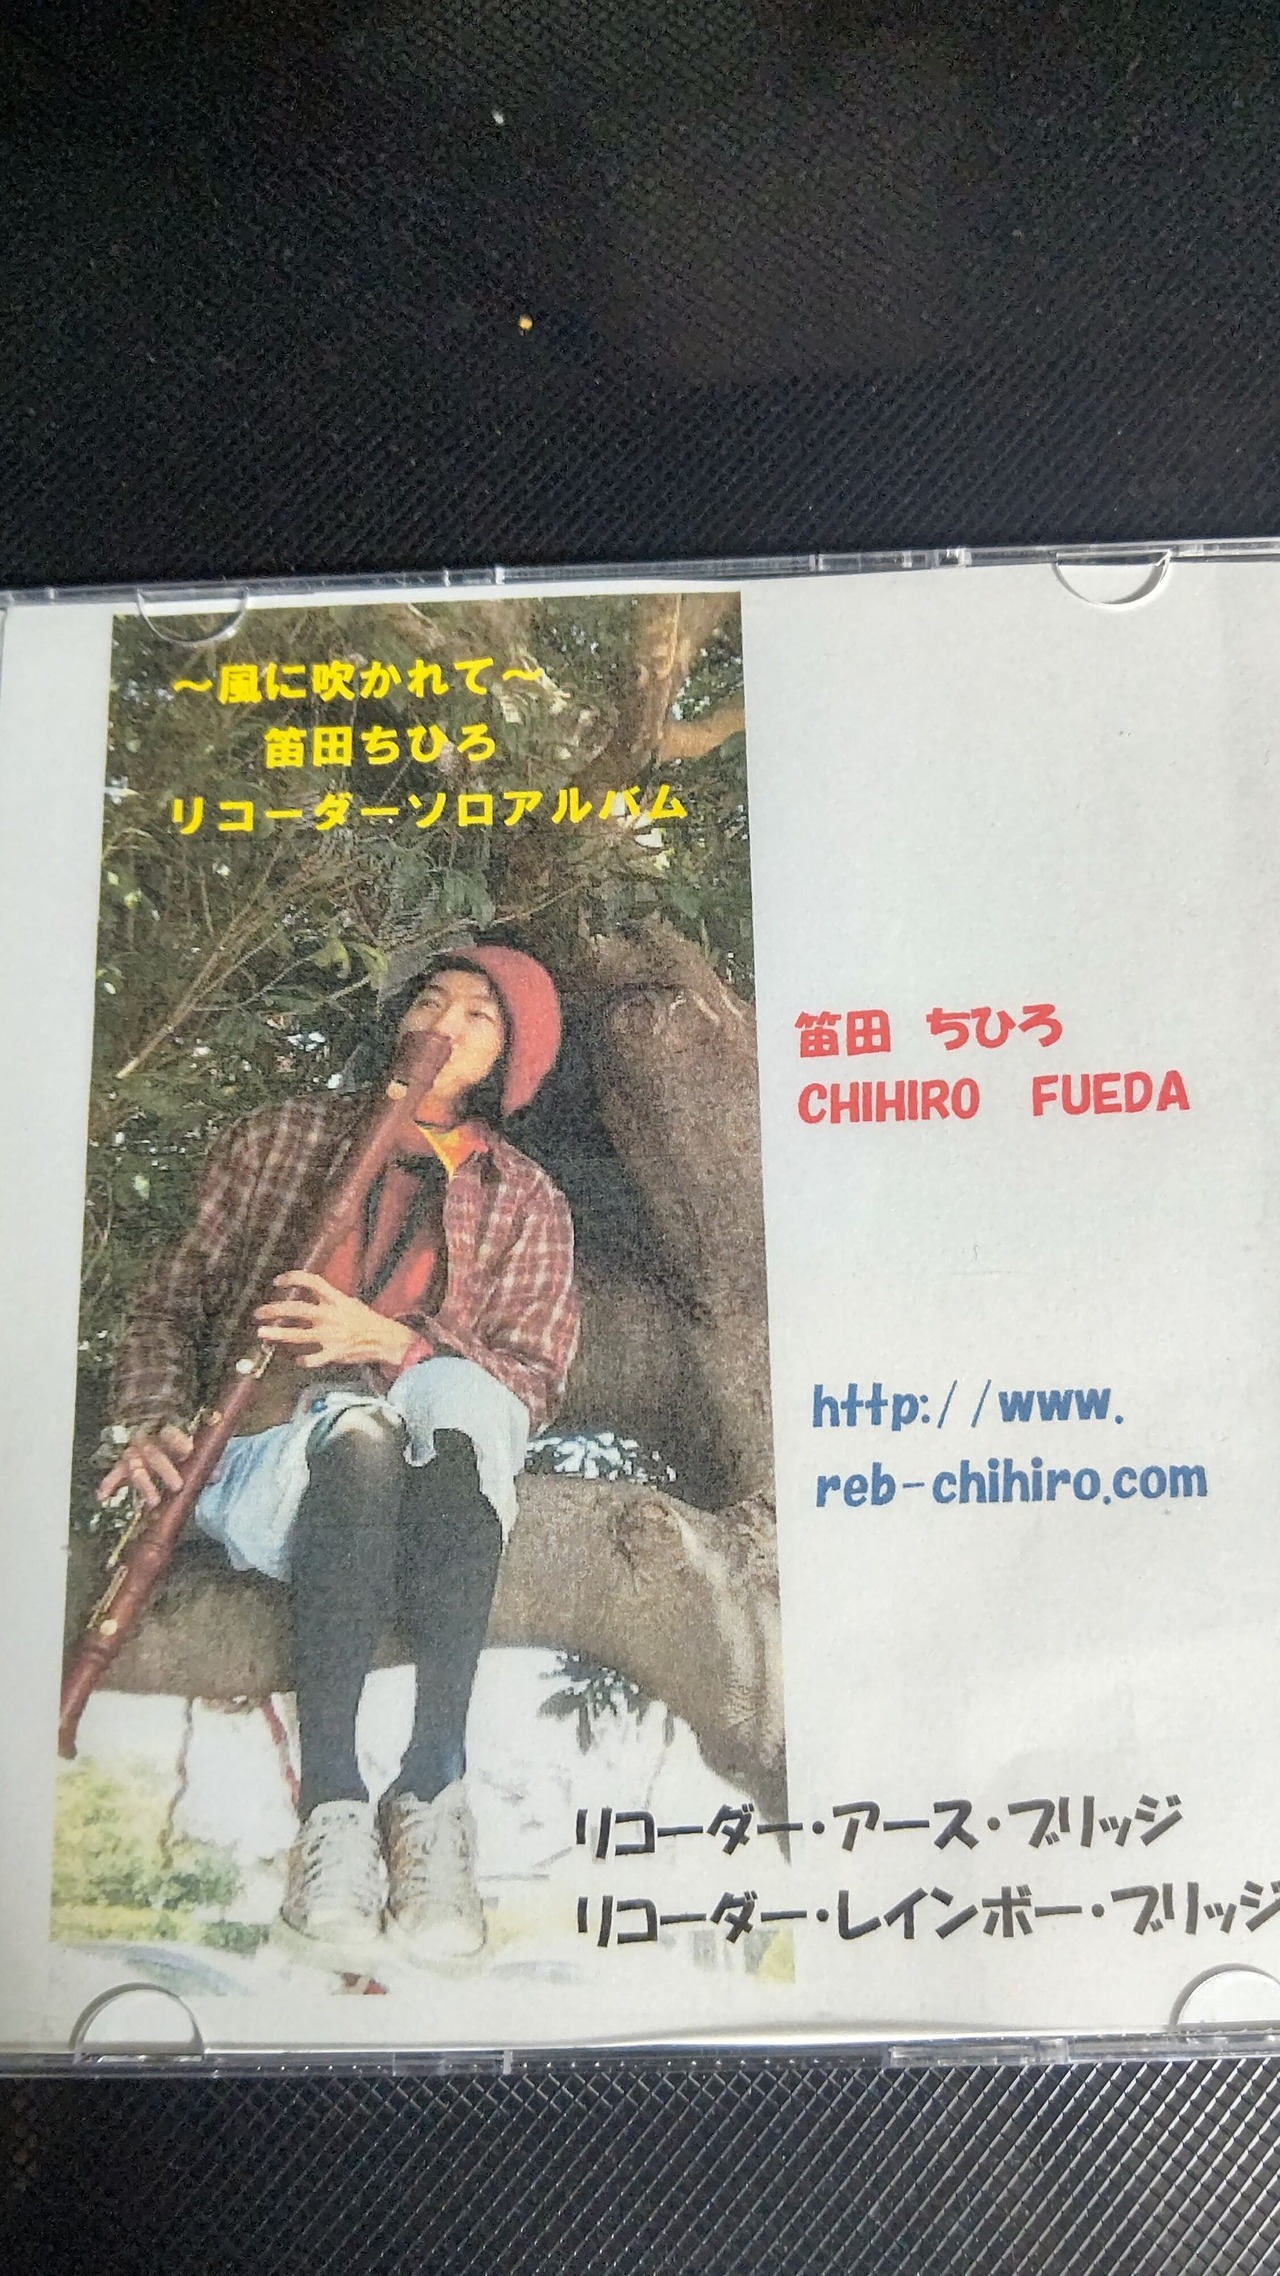 ～風に吹かれて～
笛田ちひろ
リコーダーソロアルバム
笛田 ちひろ
CHIHIRO FUEDA
http://www.
reb-chihiro.com
リコーダー・アース・ブリッジ
リコーダー・レインボー・ブリッジ